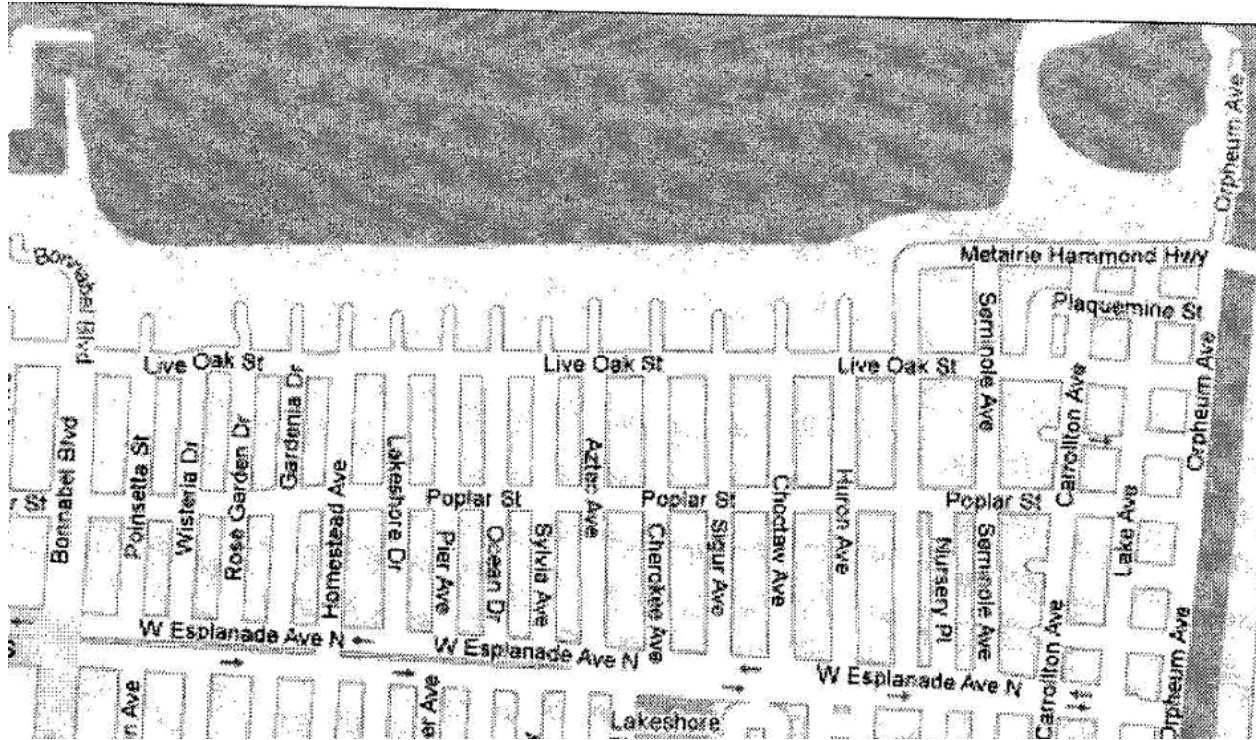 Orpheum Ave
Metairie Hammond Hwy
Bonnabel Blvd
Plaquemine St
Seminole Ave
Live Oak St
Live Oak St
Live Oak St
Orpheum Ave
Carrollton Ave
Gardenia Dr
Bonnabel Blvd
Poinsetta St
Wisteria Dr
Rose Garden Dr
Homestead Ave
Lakeshore Dr
Aztec Ave
Choctaw Ave
Huron Ave
Poplar St
Poplar St
Poplar St
St
Pier Ave
Ocean Dr
Sylvia Ave
Cherokee Ave
Sigur Ave
Nursery Pl
Seminole Ave
Lake Ave
W Esplanade Ave N
W Esplanade Ave N
W Esplanade Ave N
Carrollton Ave
Orpheum Ave
n Ave
er Ave
Lakeshore